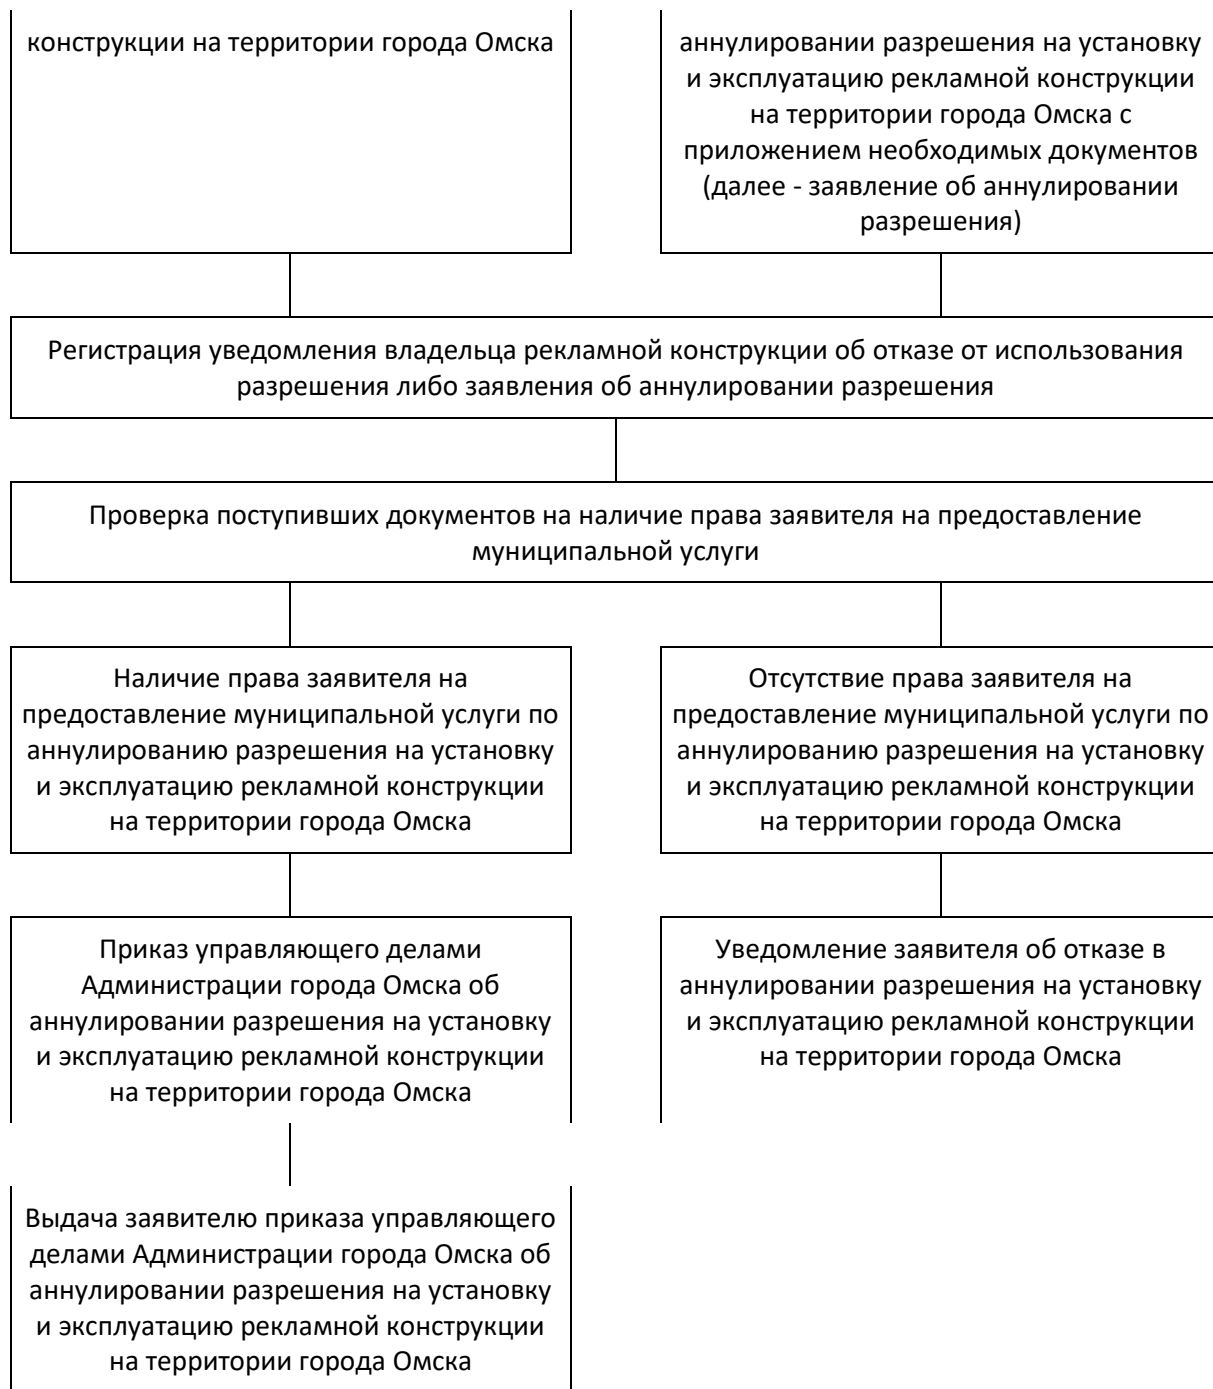 конструкции на территории города Омска
аннулировании разрешения на установку
и эксплуатацию рекламной конструкции
на территории города Омска с
приложением необходимых документов
(далее - заявление об аннулировании
разрешения)
Регистрация уведомления владельца рекламной конструкции об отказе от использования
разрешения либо заявления об аннулировании разрешения
Проверка поступивших документов на наличие права заявителя на предоставление
муниципальной услуги
Наличие права заявителя на
предоставление муниципальной услуги по
аннулированию разрешения на установку
и эксплуатацию рекламной конструкции
на территории города Омска
Отсутствие права заявителя на
предоставление муниципальной услуги по
аннулированию разрешения на установку
и эксплуатацию рекламной конструкции
на территории города Омска
Приказ управляющего делами
Администрации города Омска об
аннулировании разрешения на установку
и эксплуатацию рекламной конструкции
на территории города Омска
Уведомление заявителя об отказе в
аннулировании разрешения на установку
и эксплуатацию рекламной конструкции
на территории города Омска
Выдача заявителю приказа управляющего
делами Администрации города Омска об
аннулировании разрешения на установку
и эксплуатацию рекламной конструкции
на территории города Омска